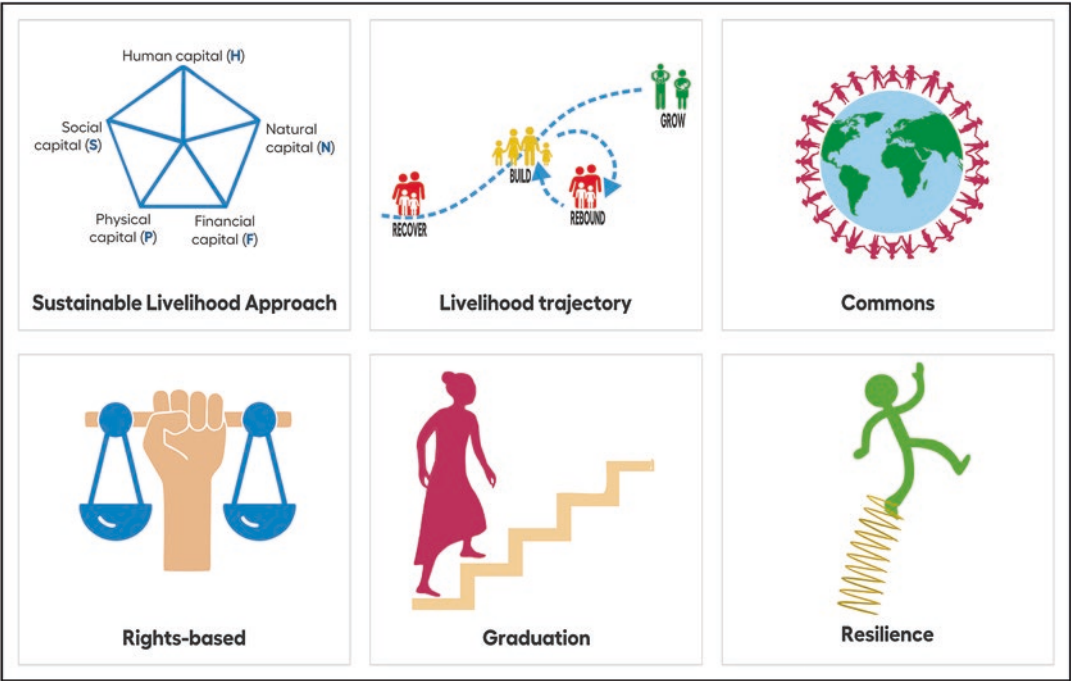 Human capital (H)
Social
capital (S)
Natural
capital (N)
Physical
capital (P)
Financial
capital (F)
Sustainable Livelihood Approach
GROW
BUILD
REBOUND
RECOVER
Livelihood trajectory
Commons
Rights-based
Graduation
Resilience